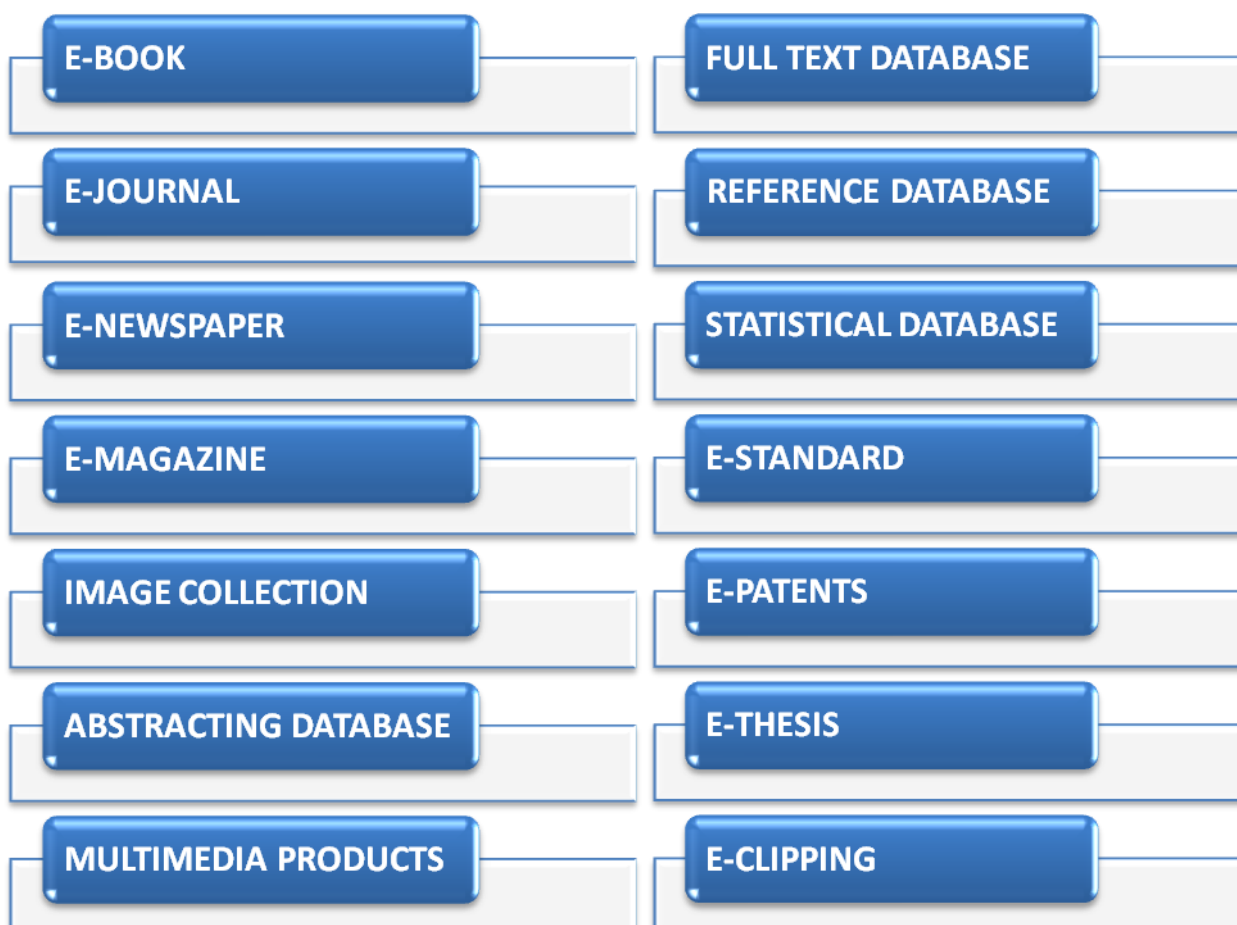 E-BOOK
E-JOURNAL
E-NEWSPAPER
E-MAGAZINE
IMAGE COLLECTION
ABSTRACTING DATABASE
MULTIMEDIA PRODUCTS
FULL TEXT DATABASE
REFERENCE DATABASE
STATISTICAL DATABASE
E-STANDARD
E-PATENTS
E-THESIS
E-CLIPPING